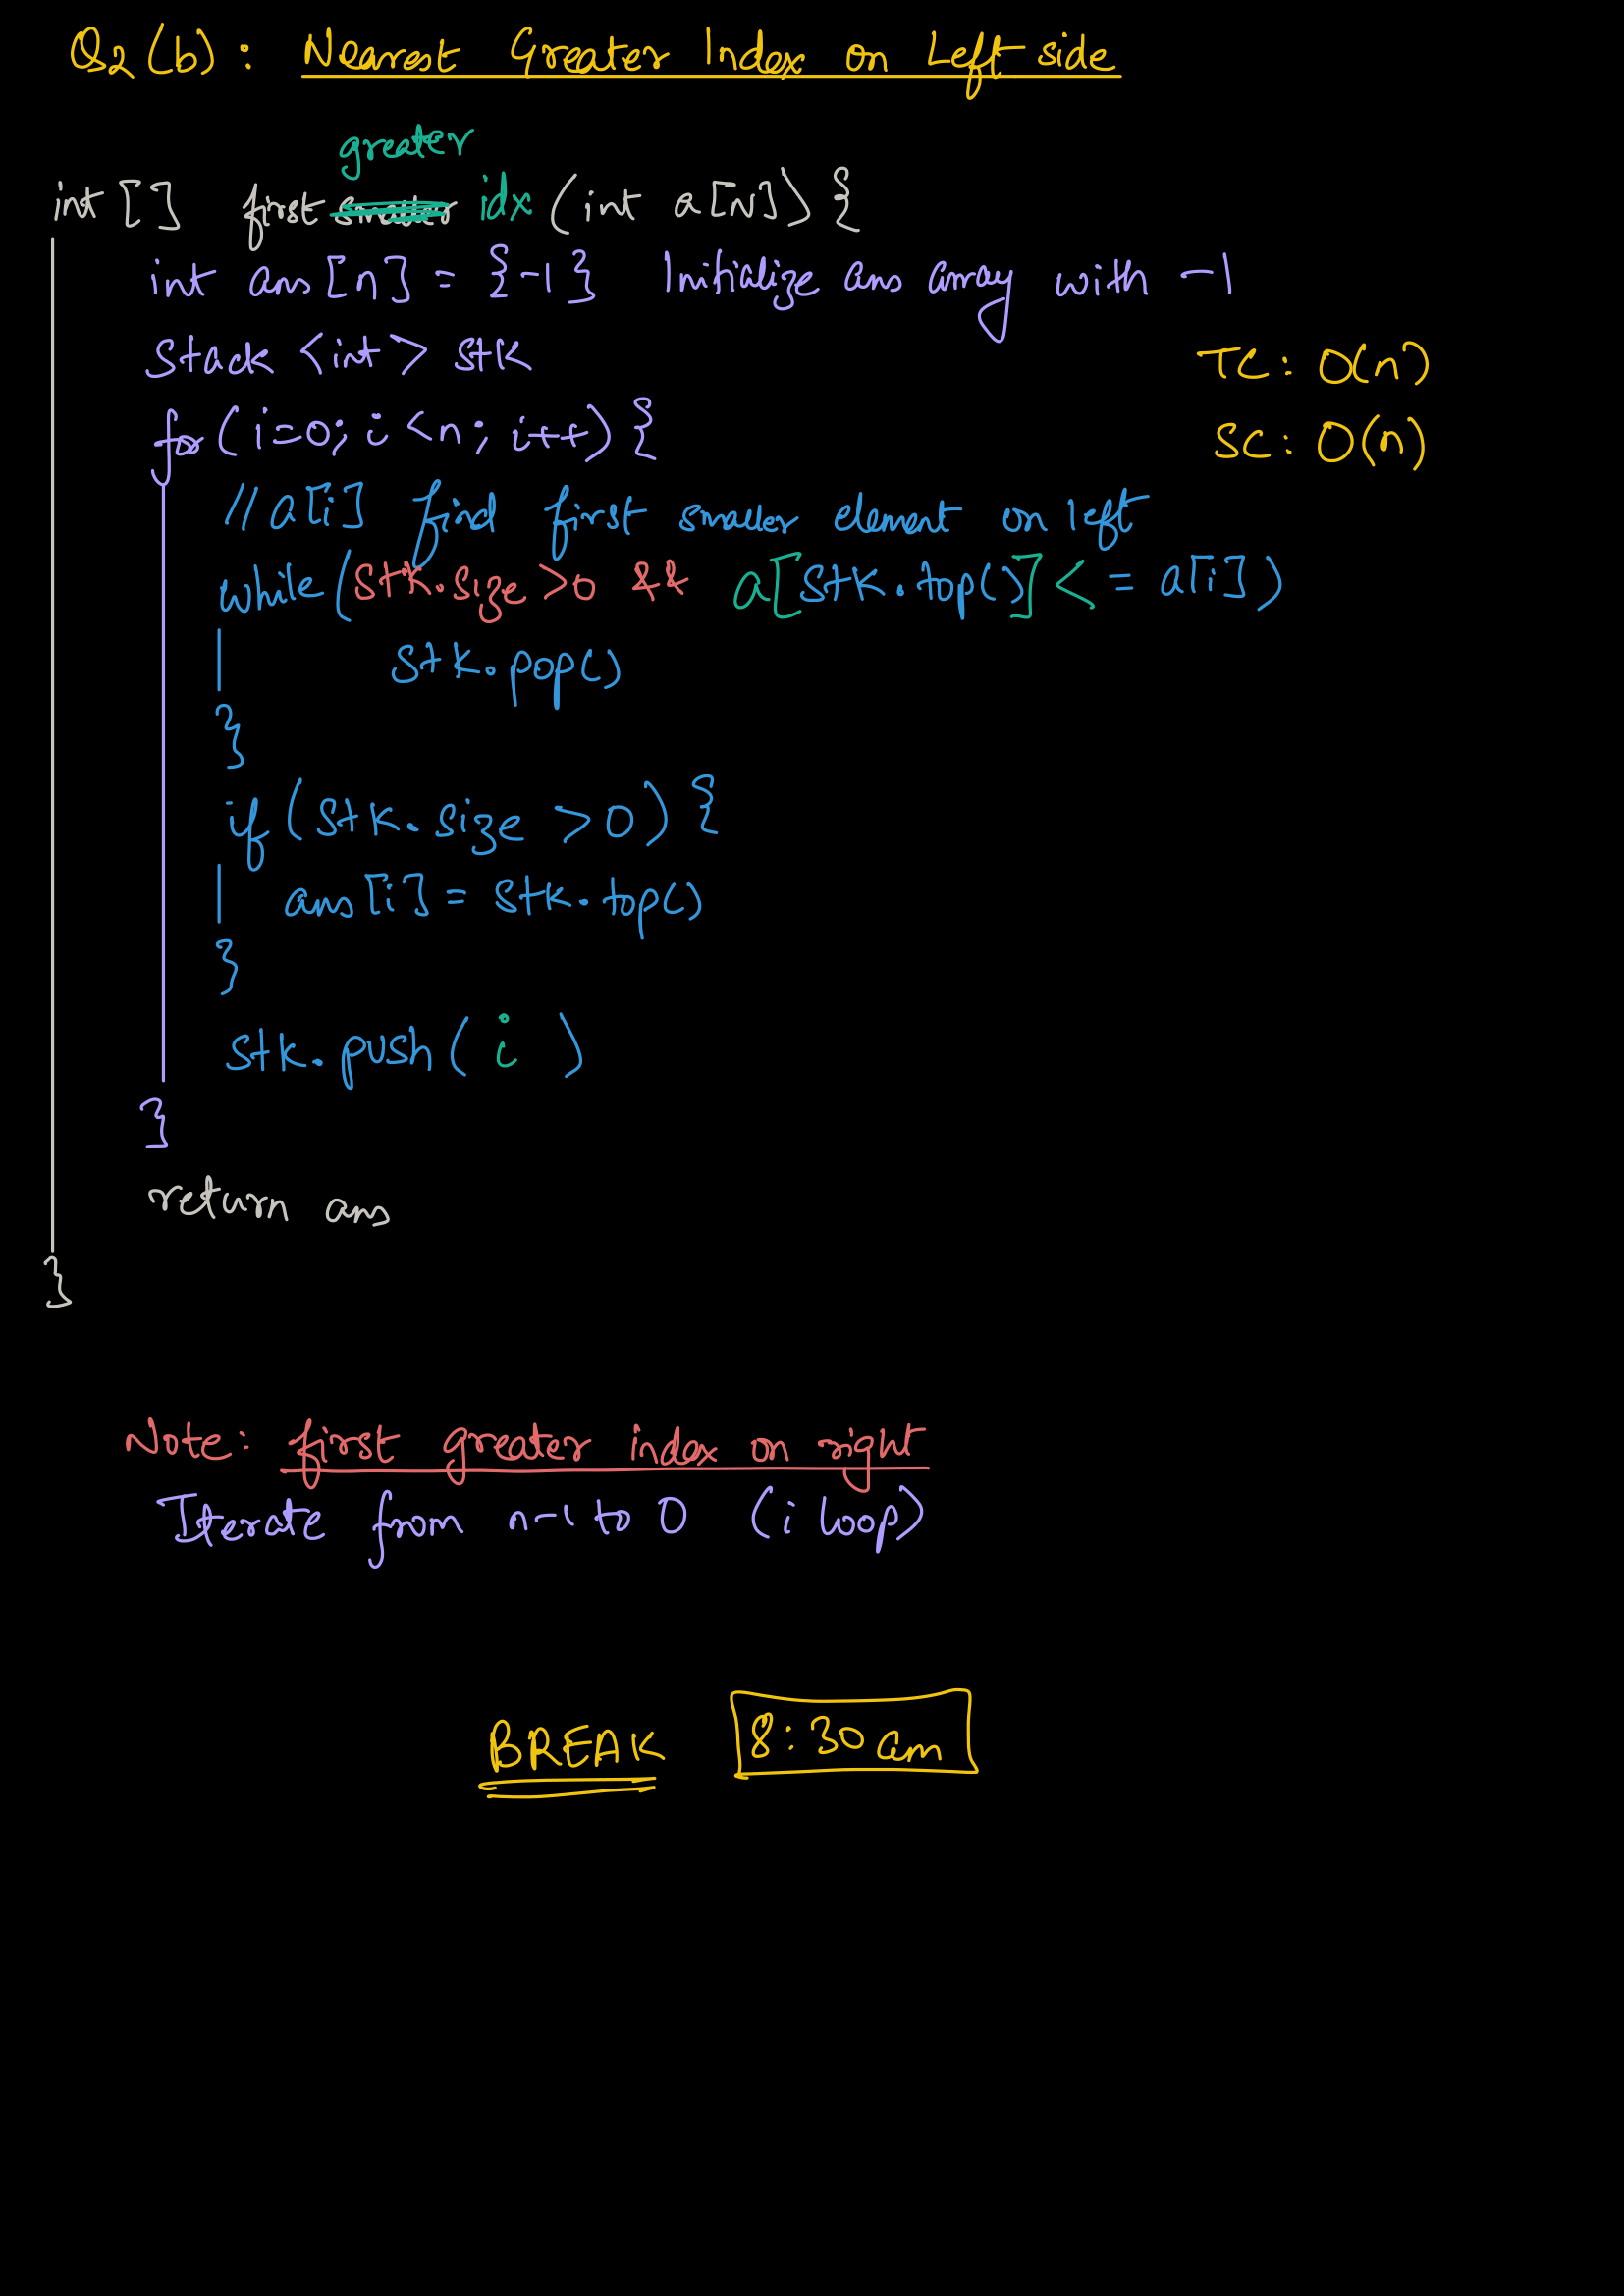 Q2 (b) : Nearest Greater Index on Left side
greater
int [] first smaller idx (int a[N]) {
int ans [n] = {-1} Initialize ans array with -1
Stack <int> stk
TC : O(n)
for (i=0; i<n; i++) {
SC : O(n)
// a[i] find first smaller element on left
while (stk.size >0 && a[stk.top()] <= a[i])
stk.pop()
}
if (stk.size >0) {
ans [i] = stk.top()
}
stk.push( i )
}
return ans
}
Note: first greater index on right
Iterate from n-1 to 0 (i loop)
BREAK 8:30 am